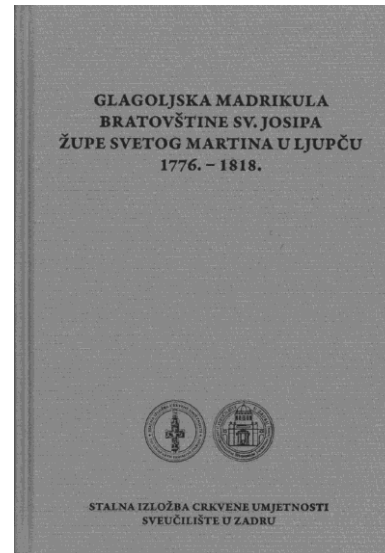 GLAGOLJSKA MADRIKULA
BRATOVŠTINE SV. JOSIPA
ŽUPE SVETOG MARTINA U LJUPČU
1776. – 1818.
STALNA IZLOŽBA CRKVENE UMJETNOSTI
SVEUČILIŠTE U ZADRU